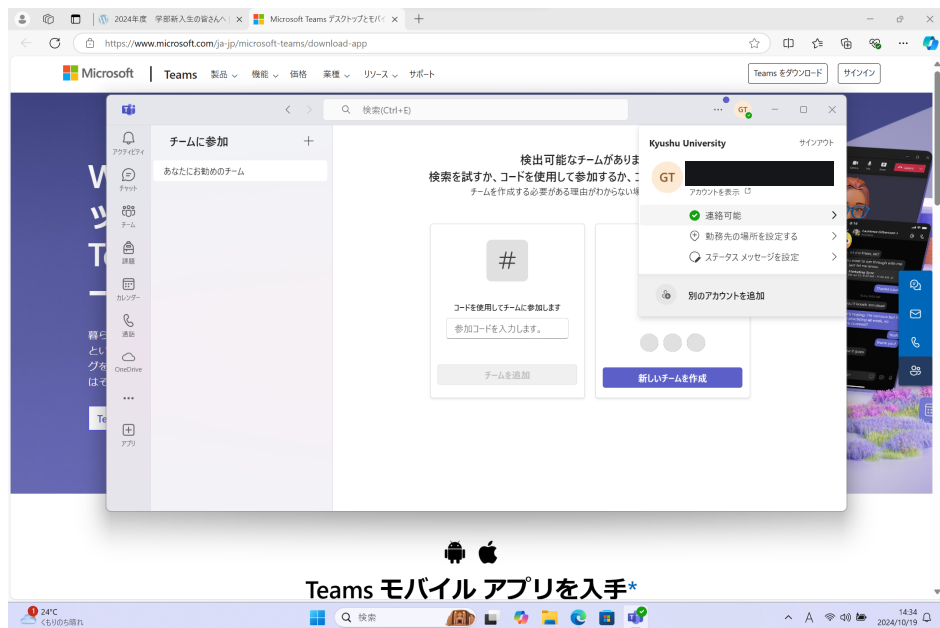 2024年度 学部新入生の皆さんへ
Microsoft Teams デスクトップとモバイ
https://www.microsoft.com/ja-jp/microsoft-teams/download-app
Microsoft
Teams
製品
機能
価格
業種
リソース
サポート
Teams をダウンロード
サインイン
検索(Ctrl+E)
GT
アクティビティ
チャット
チーム
課題
カレンダー
通話
OneDrive
アプリ
チームに参加
あなたにお勧めのチーム
検出可能なチームがありま
検索を試すか、コードを使用して参加するか、
チームを作成する必要がある理由がわからない場
#
コードを使用してチームに参加します
参加コードを入力します。
チームを追加
新しいチームを作成
Kyushu University
サインアウト
GT
アカウントを表示
連絡可能
勤務先の場所を設定する
ステータス メッセージを設定
別のアカウントを追加
W
ッ
T
ー
暮ら
とい
グを
はそ
Te
Teams モバイル アプリを入手*
1
24°C
くもりのち晴れ
検索
A
14:34
2024/10/19